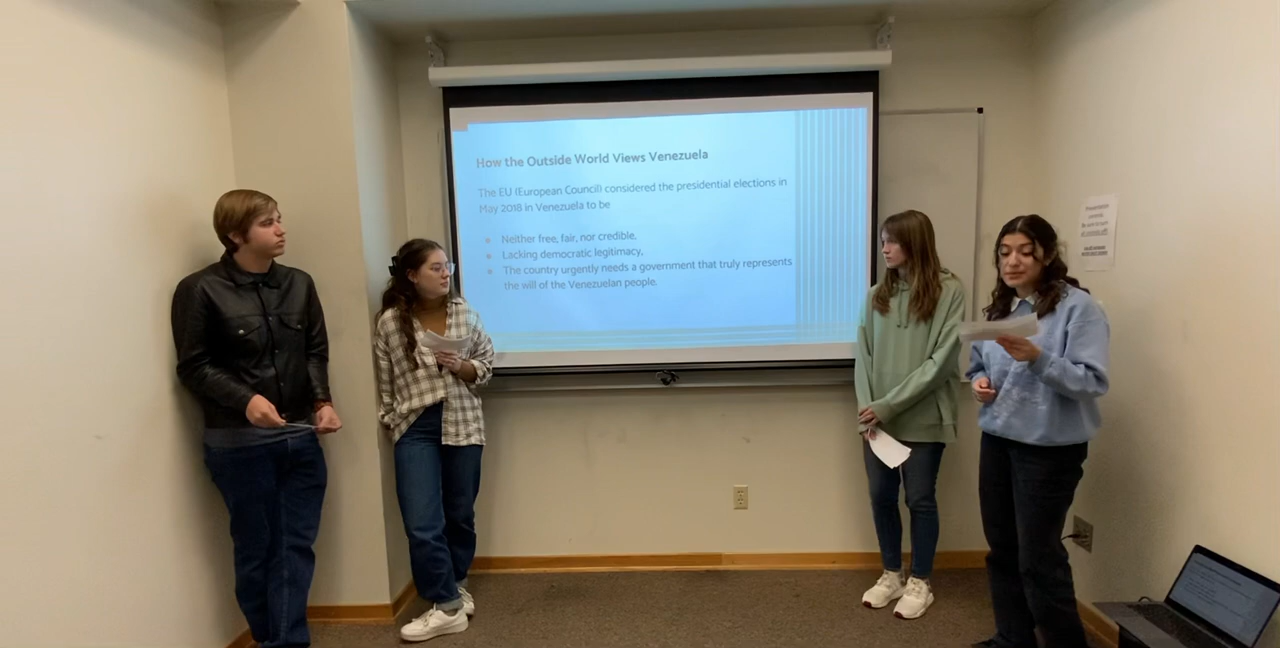 How the Outside World Views Venezuela
The EU (European Council) considered the presidential elections in
May 2018 in Venezuela to be
Neither free, fair, nor credible,
Lacking democratic legitimacy,
The country urgently needs a government that truly represents
the will of the Venezuelan people.